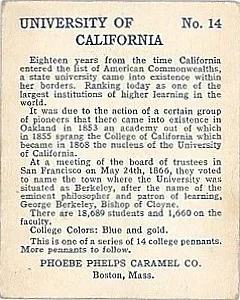 UNIVERSITY OF No. 14
CALIFORNIA
Eighteen years from the time California
entered the list of American Commonwealths,
a state university came into existence within
her borders. Ranking today as one of the
largest institutions of higher learning in the
world.
It was due to the action of a certain group
of pioneers that there came into existence in
Oakland in 1853 an academy out of which
in 1855 sprang the College of California which
became in 1868 the nucleus of the University
of California.
At a meeting of the board of trustees in
San Francisco on May 24th, 1866, they voted
to name the town where the University was
situated as Berkeley, after the name of the
eminent philosopher and patron of learning,
George Berkeley, Bishop of Cloyne.
There are 18,689 students and 1,660 on the
faculty.
College Colors: Blue and gold.
This is one of a series of 14 college pennants.
More pennants to follow.
PHOEBE PHELPS CARAMEL CO.
Boston, Mass.